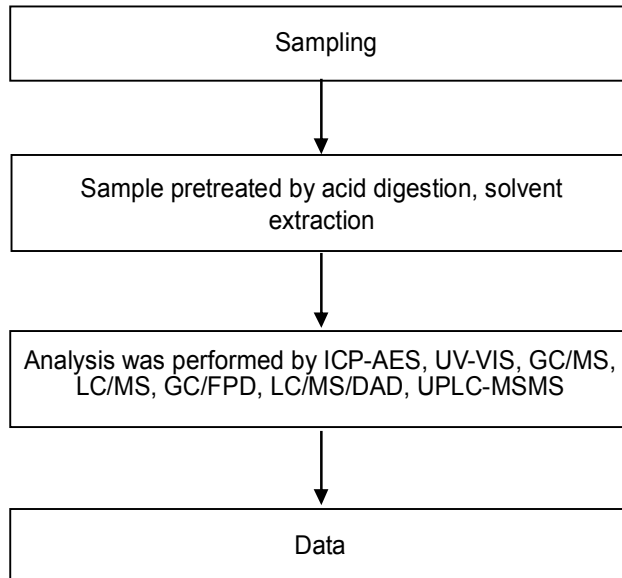 Sampling
Sample pretreated by acid digestion, solvent
extraction
Analysis was performed by ICP-AES, UV-VIS, GC/MS,
LC/MS, GC/FPD, LC/MS/DAD, UPLC-MSMS
Data